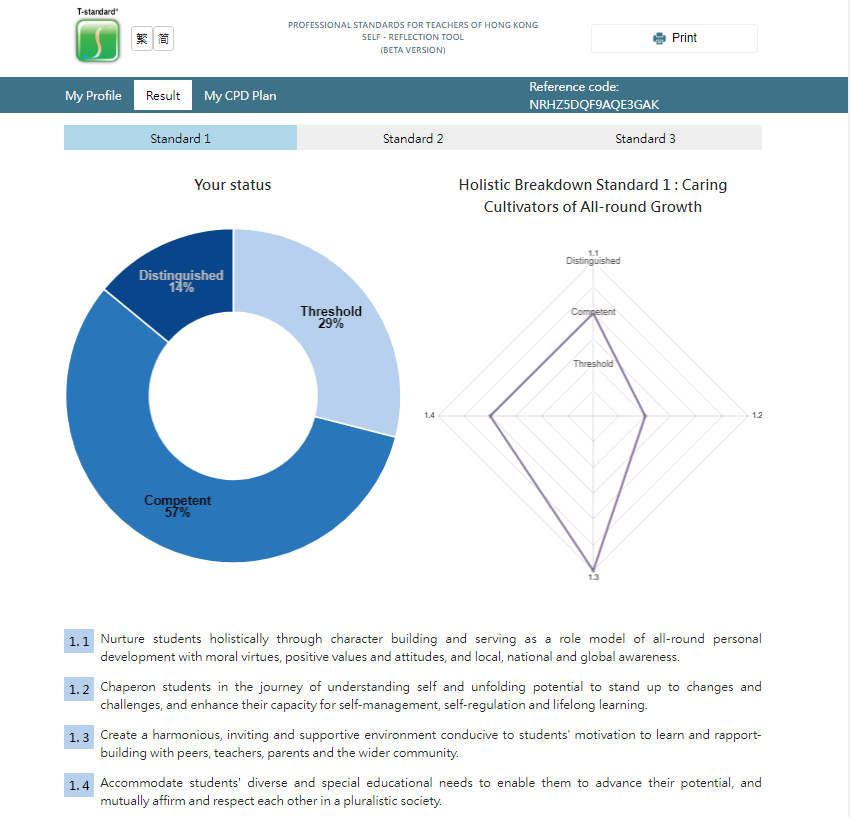 T-standard+
繁 简
PROFESSIONAL STANDARDS FOR TEACHERS OF HONG KONG
SELF - REFLECTION TOOL
(BETA VERSION)
Print
My Profile Result My CPD Plan
Reference code:
NRHZ5DQF9AQE3GAK
Standard 1 Standard 2 Standard 3
Your status
Distinguished
14%
Threshold
29%
Competent
57%
Holistic Breakdown Standard 1 : Caring
Cultivators of All-round Growth
1.1
Distinguished
Competent
Threshold
1.4 1.2
1.3
1.1 Nurture students holistically through character building and serving as a role model of all-round personal
development with moral virtues, positive values and attitudes, and local, national and global awareness.
1.2 Chaperon students in the journey of understanding self and unfolding potential to stand up to changes and
challenges, and enhance their capacity for self-management, self-regulation and lifelong learning.
1.3 Create a harmonious, inviting and supportive environment conducive to students' motivation to learn and rapport-
building with peers, teachers, parents and the wider community.
1.4 Accommodate students' diverse and special educational needs to enable them to advance their potential, and
mutually affirm and respect each other in a pluralistic society.